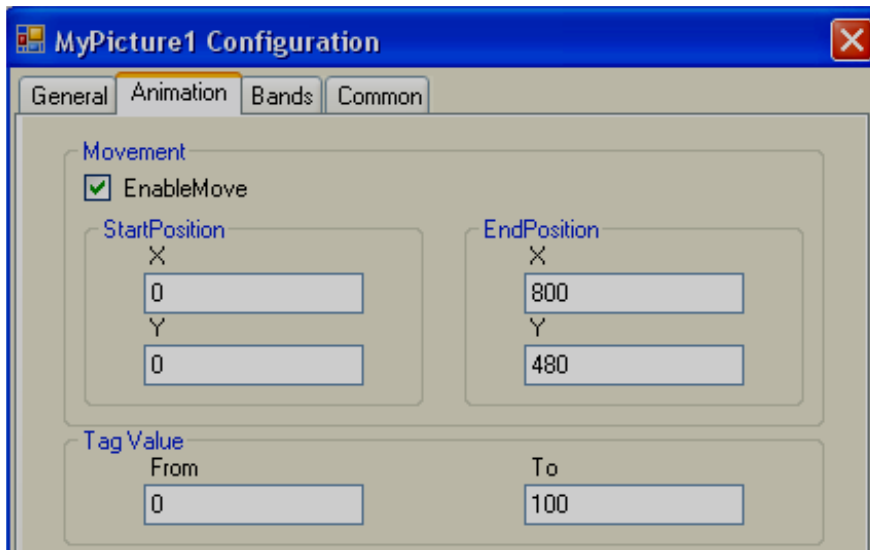 MyPicture1 Configuration
General Animation Bands Common
Movement
EnableMove
StartPosition EndPosition
X X
0 800
Y Y
0 480
Tag Value
From To
0 100